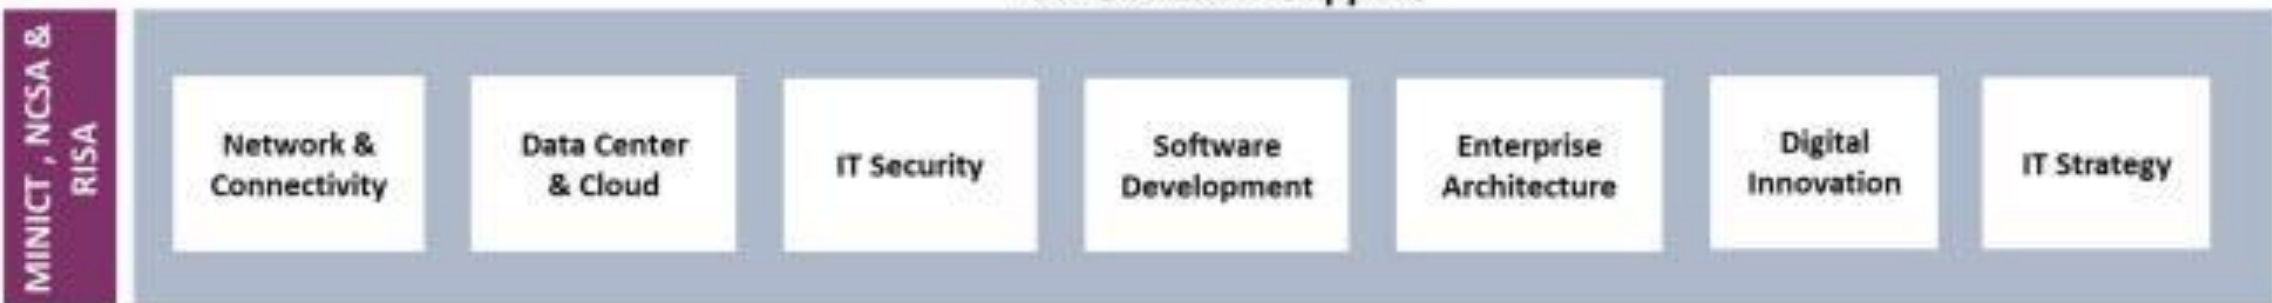 MINICT , NCSA &
RISA
Network &
Connectivity
Data Center
& Cloud
IT Security
Software
Development
Enterprise
Architecture
Digital
Innovation
IT Strategy